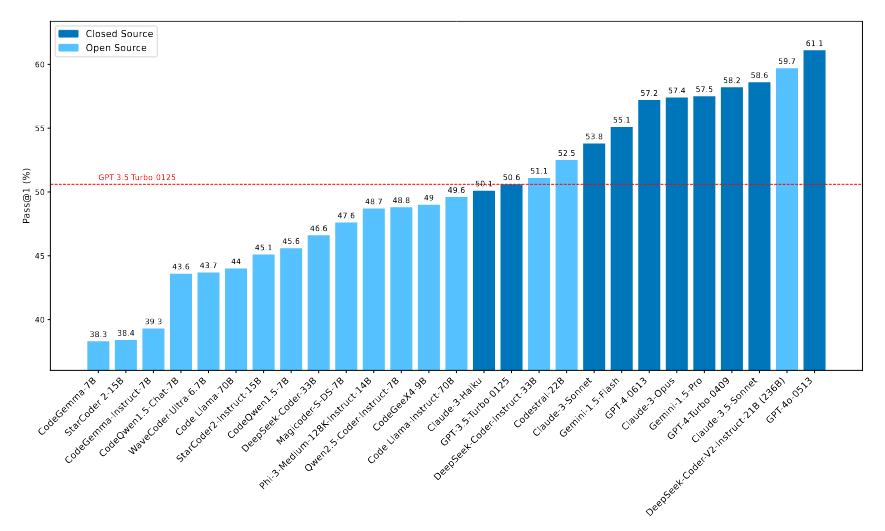 Closed Source
Open Source
Pass@1 (%)
60
55
50
45
40
GPT 3.5 Turbo 0125
38.3
38.4
39.3
43.6
43.7
44
45.1
45.6
46.6
47.6
48.7
48.8
49
49.6
50.1
50.6
51.1
52.5
53.8
55.1
57.2
57.4
57.5
58.2
58.6
59.7
61.1
CodeGemma-7B
StarCoder 2-15B
CodeGemma-Instruct-7B
CodeQwen1.5-Chat-7B
WaveCoder-Ultra 6.7B
Code Llama-70B
StarCoder2-Instruct-15B
CodeQwen1.5-7B
DeepSeek-Coder-33B
Magicoder-S-DS-7B
Phi-3-Medium-128K-Instruct-14B
Qwen2.5-Coder-Instruct-7B
CodeGeeX4-9B
Code Llama-Instruct-70B
Claude-3-Haiku
GPT 3.5-Turbo-0125
DeepSeek-Coder-Instruct-33B
Codestral-22B
Claude-3-Sonnet
Gemini-1.5-Flash
GPT-4-0613
Claude-3-Opus
Gemini-1.5-Pro
GPT-4-Turbo-0409
Claude-3.5-Sonnet
DeepSeek-Coder-V2-Instruct-21B (236B)
GPT-4o-0513